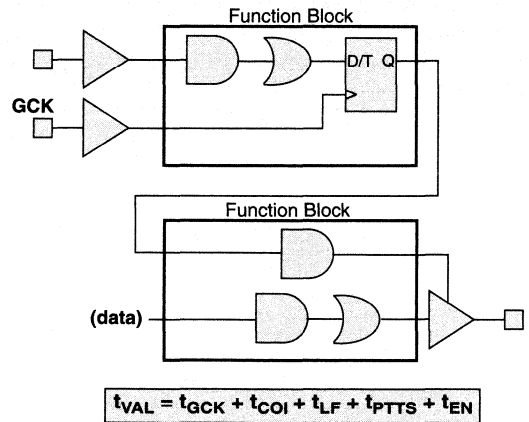 Function Block
D/T Q
GCK
Function Block
(data)
tVAL = tGCK + tCOI + tLF + tPTTS + tEN